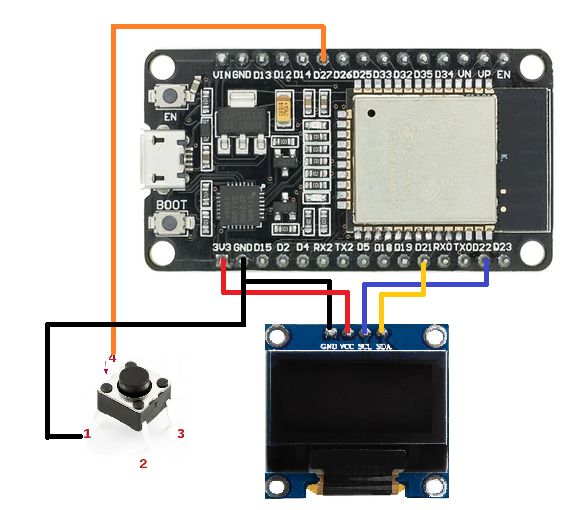 VIN GND D13 D12 D14 D27 D26 D25 D33 D32 D35 D34 VN VP EN
EN
BOOT
3V3 GND D15 D2 D4 RX2 TX2 D5 D18 D19 D21 RX0 TX0 D22 D23
GND VCC SCL SDA
4
1
3
2